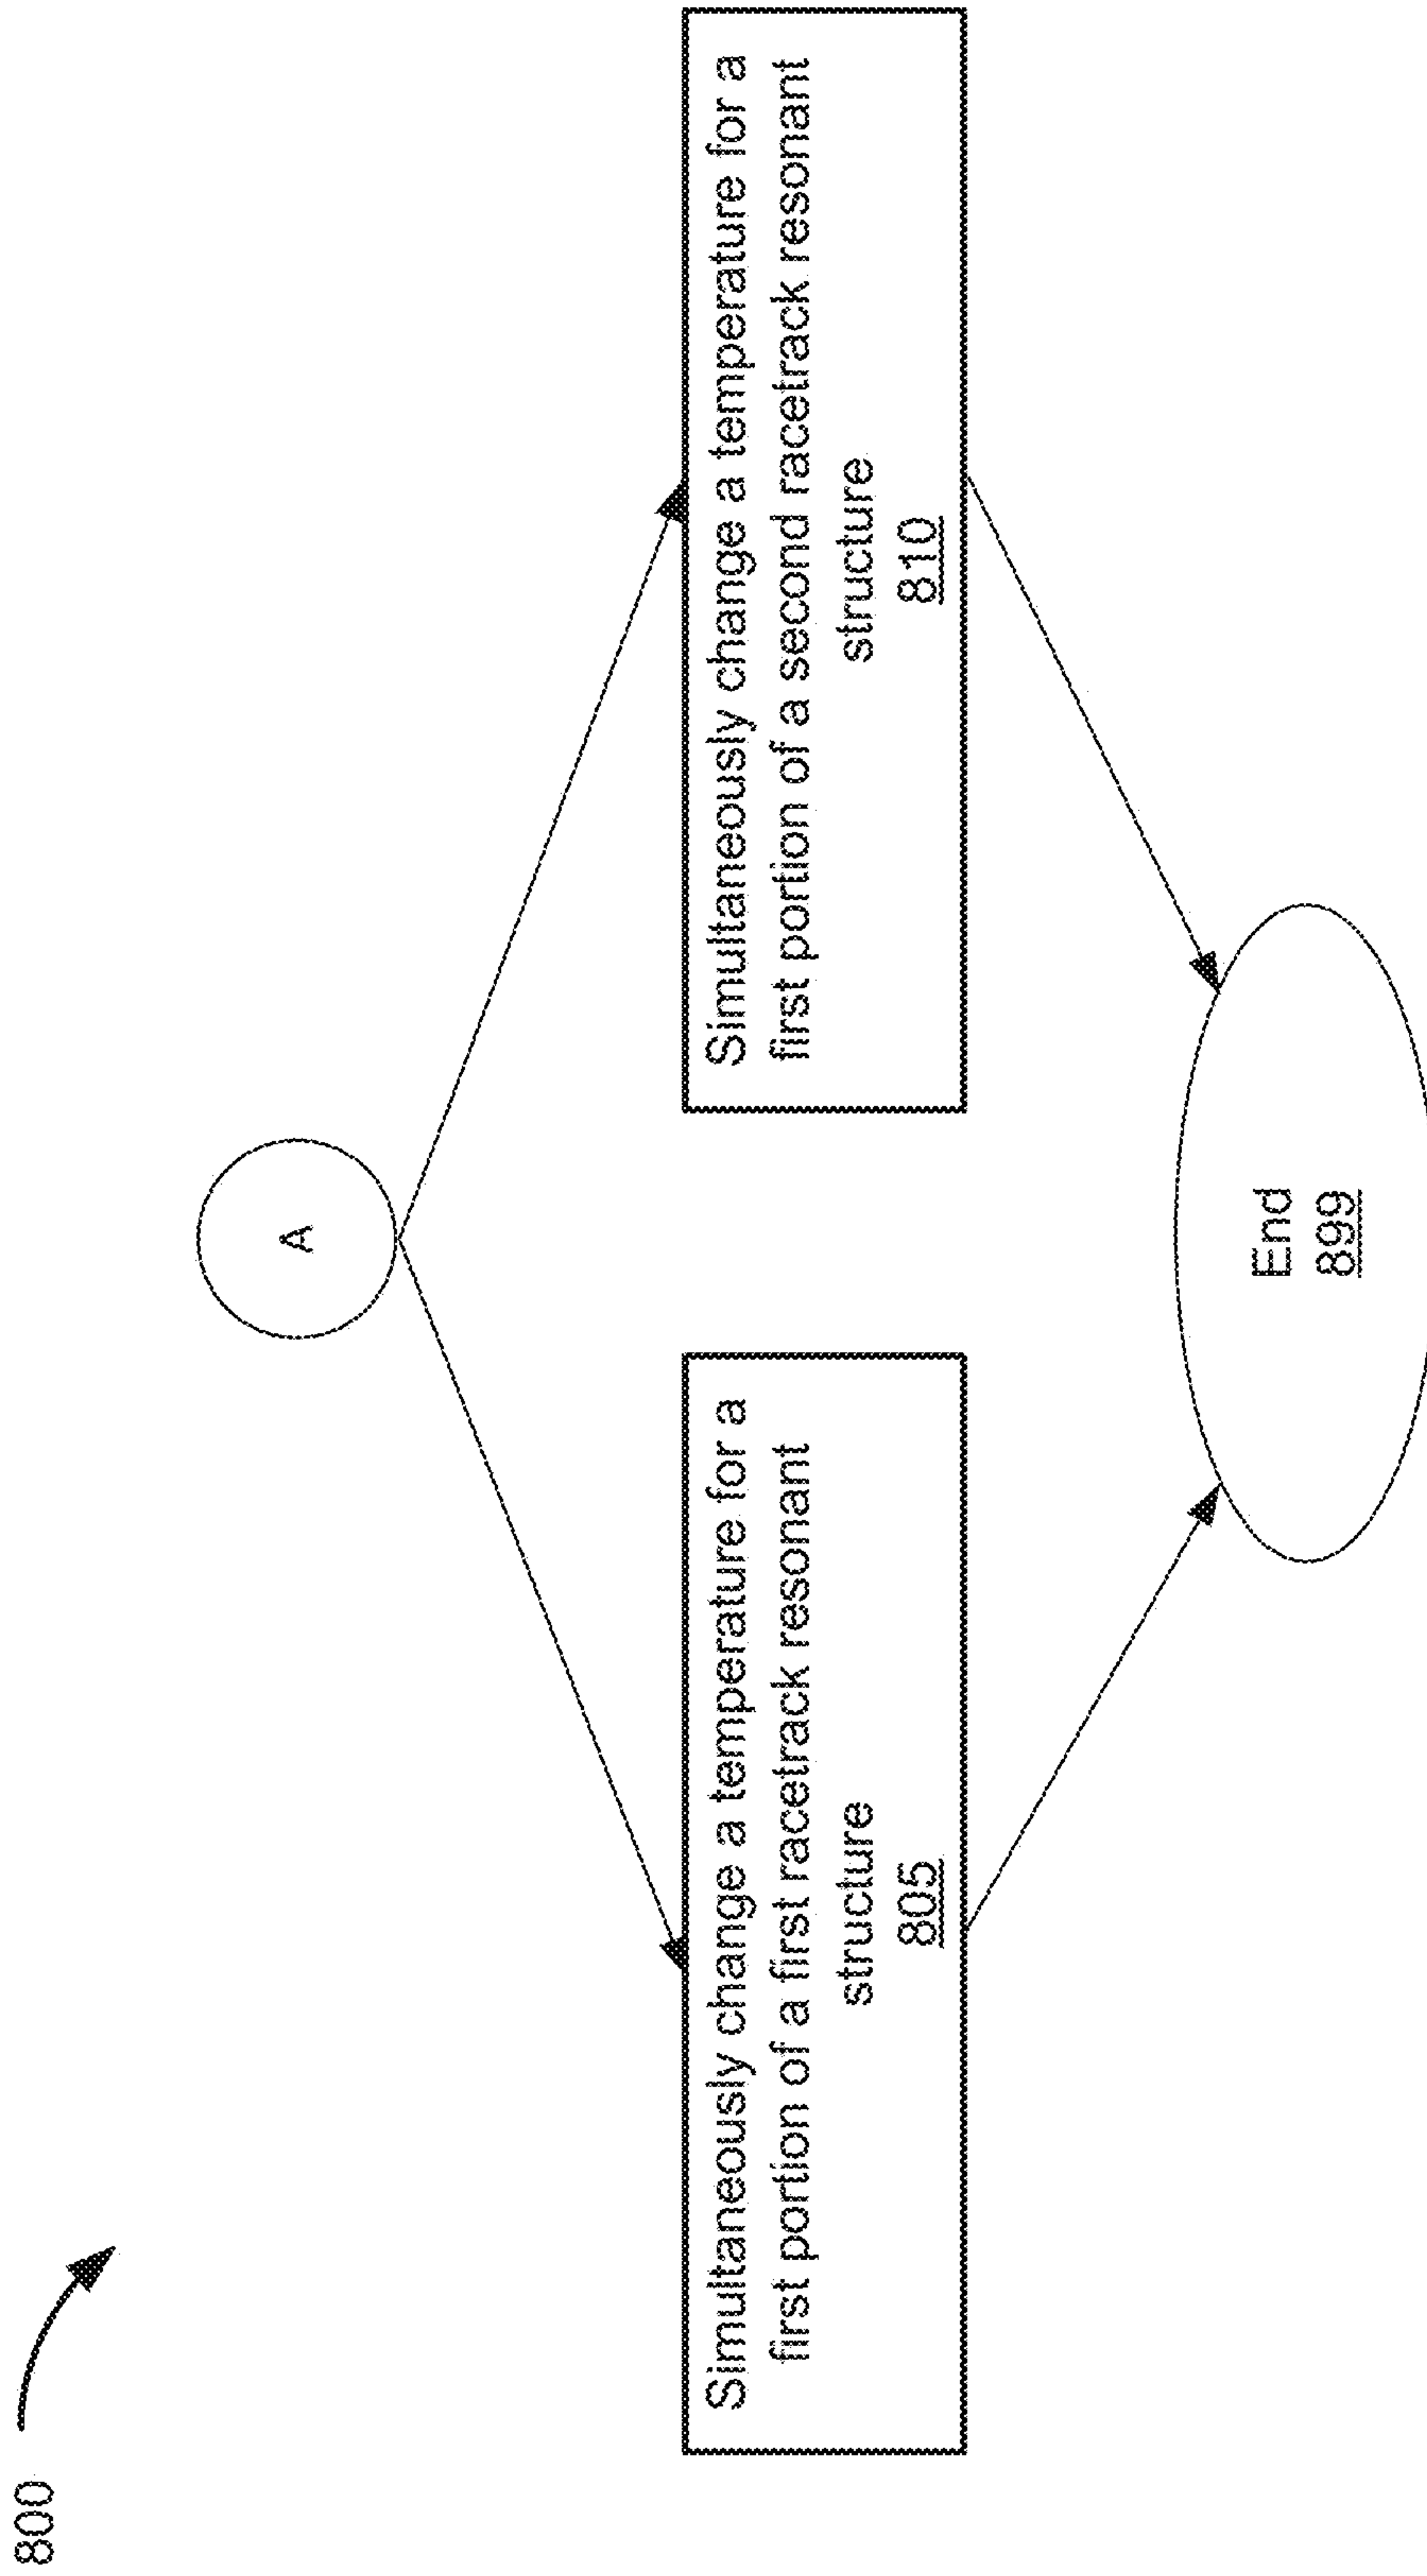 800
A
Simultaneously change a temperature for a
first portion of a first racetrack resonant
structure
805
Simultaneously change a temperature for a
first portion of a second racetrack resonant
structure
810
End
899